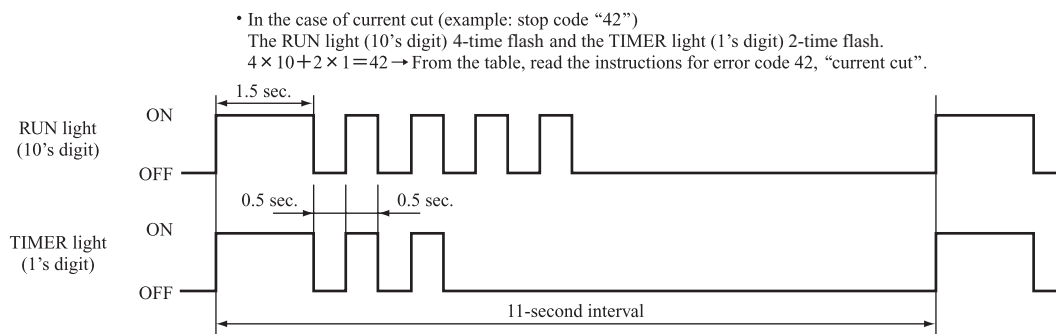 • In the case of current cut (example: stop code “42”)
The RUN light (10’s digit) 4-time flash and the TIMER light (1’s digit) 2-time flash.
4 × 10＋2 × 1＝42 → From the table, read the instructions for error code 42, “current cut”.
1.5 sec.
ON
RUN light
(10’s digit)
OFF
0.5 sec.
0.5 sec.
ON
TIMER light
(1’s digit)
OFF
11-second interval